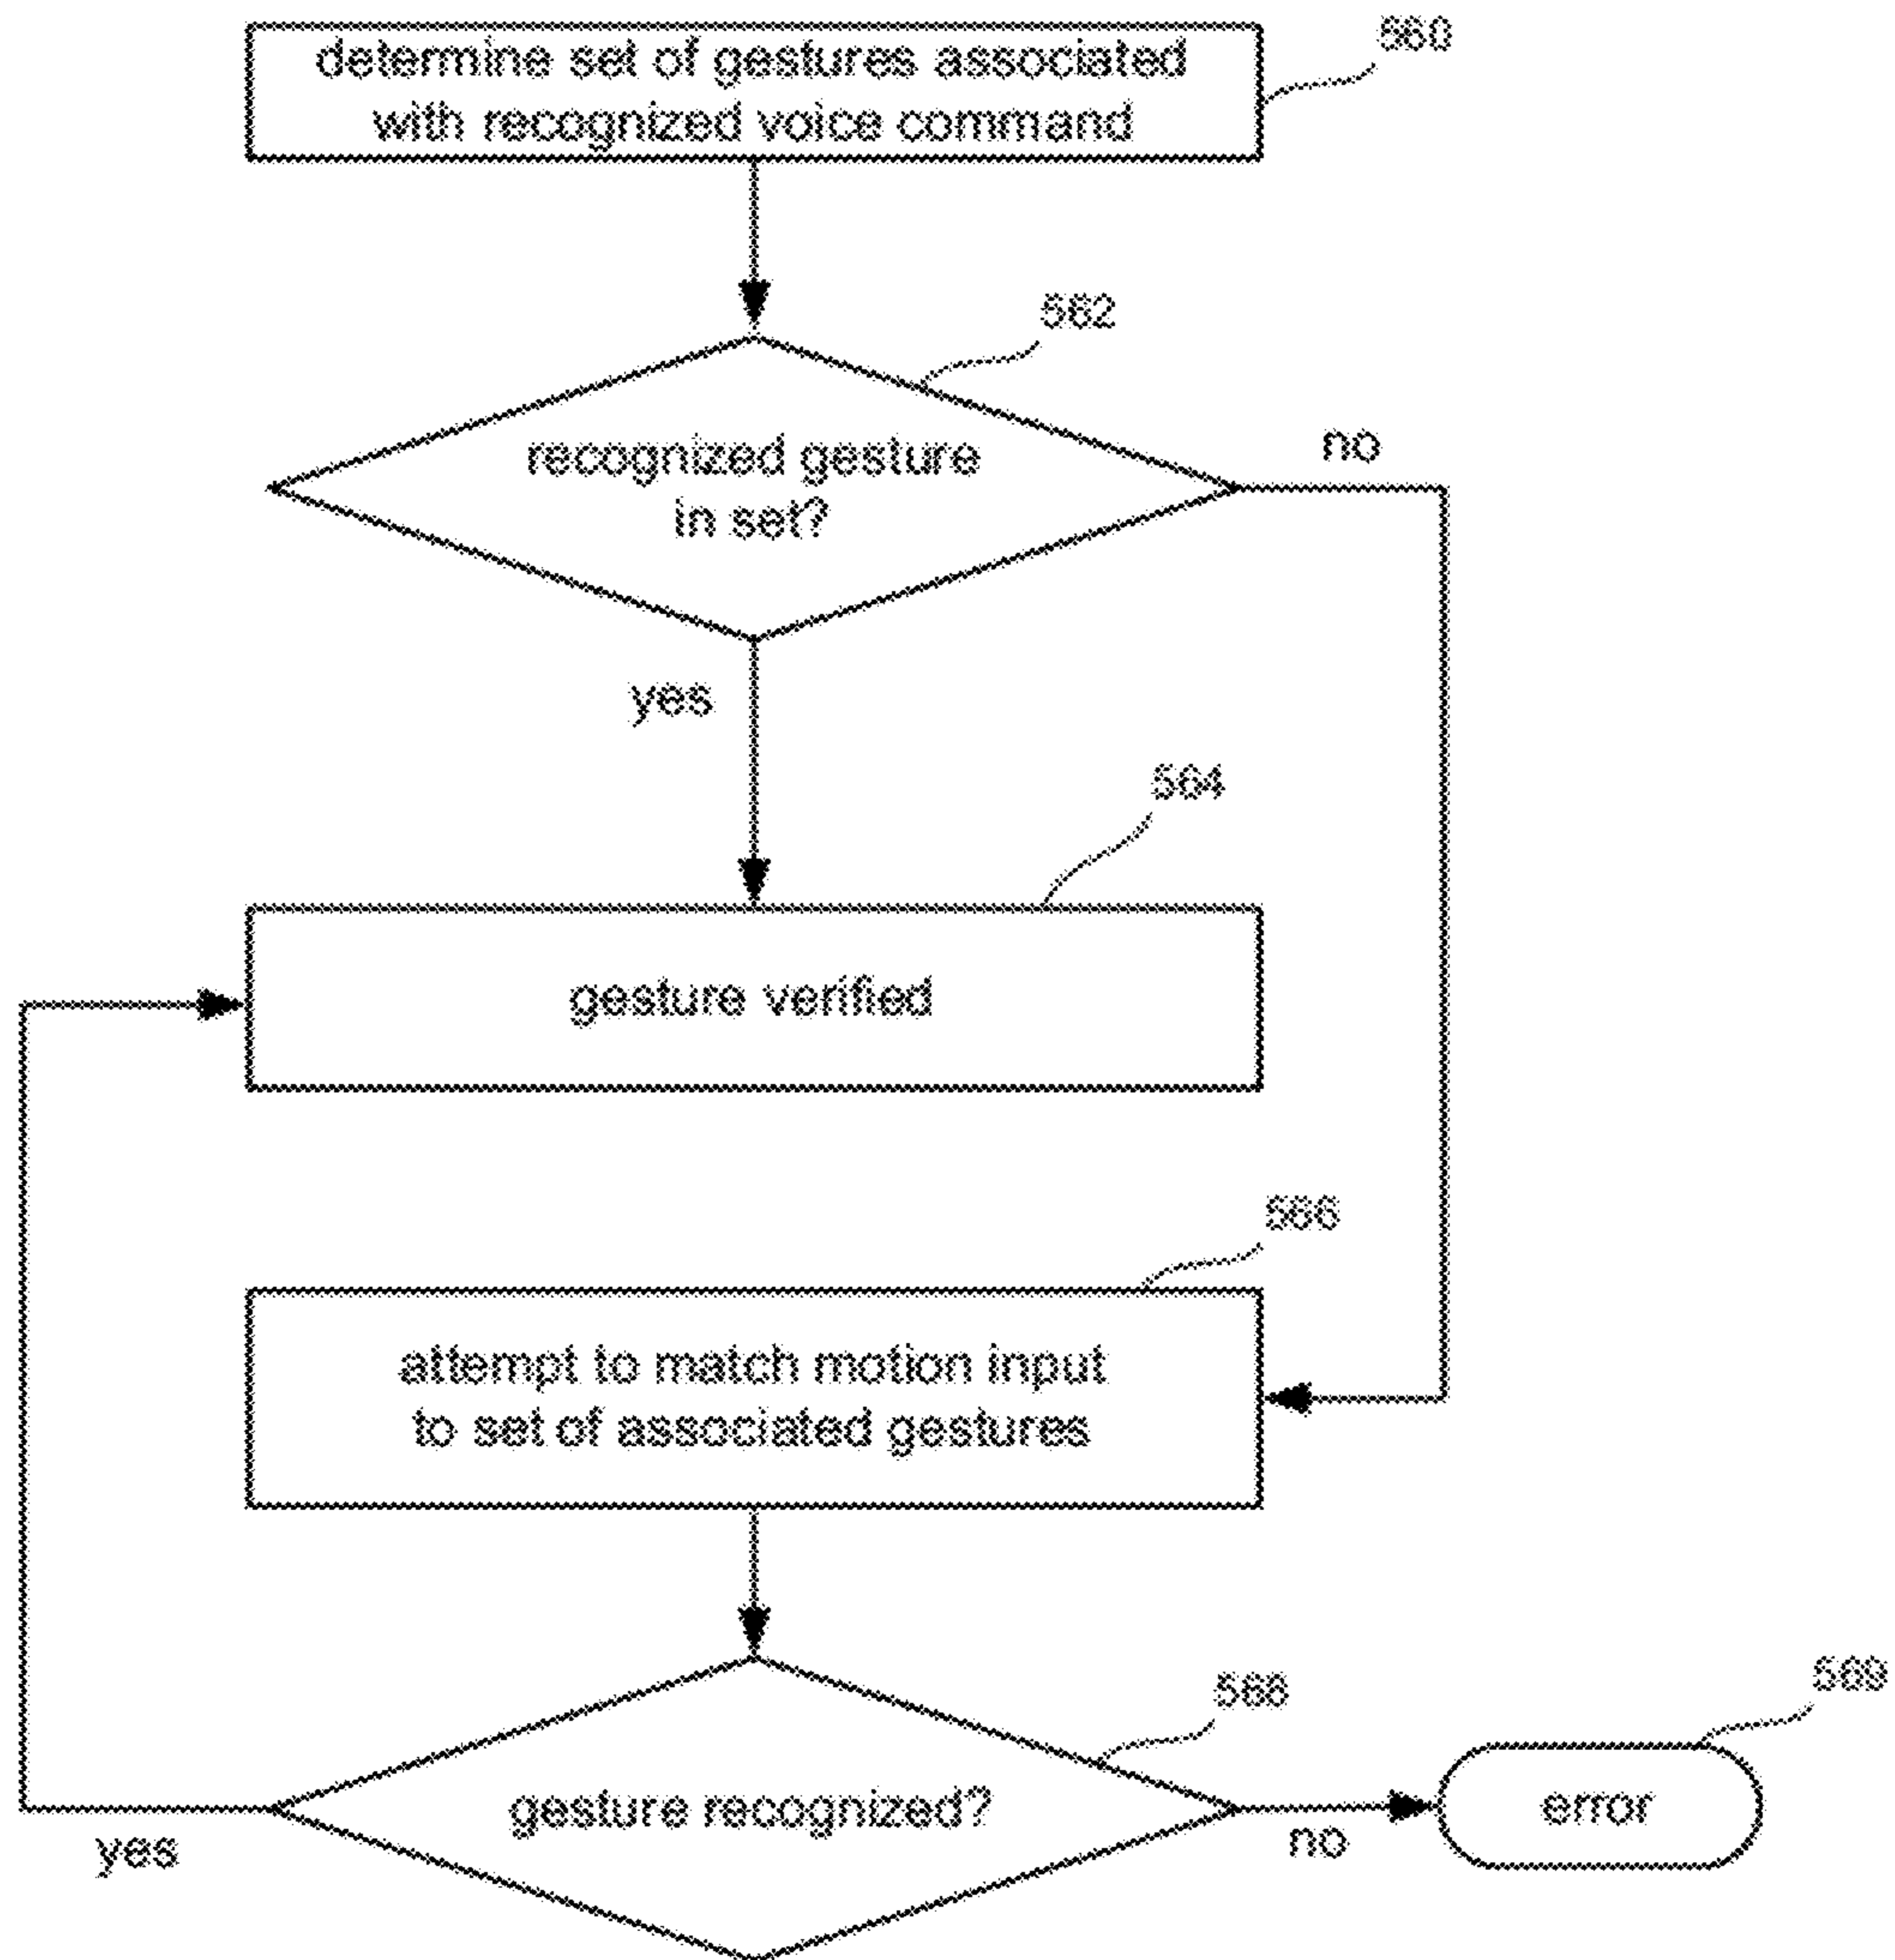 560
determine set of gestures associated
with recognized voice command
562
recognized gesture
in set?
no
yes
564
gesture verified
566
attempt to match motion input
to set of associated gestures
568
569
gesture recognized?
error
yes
no